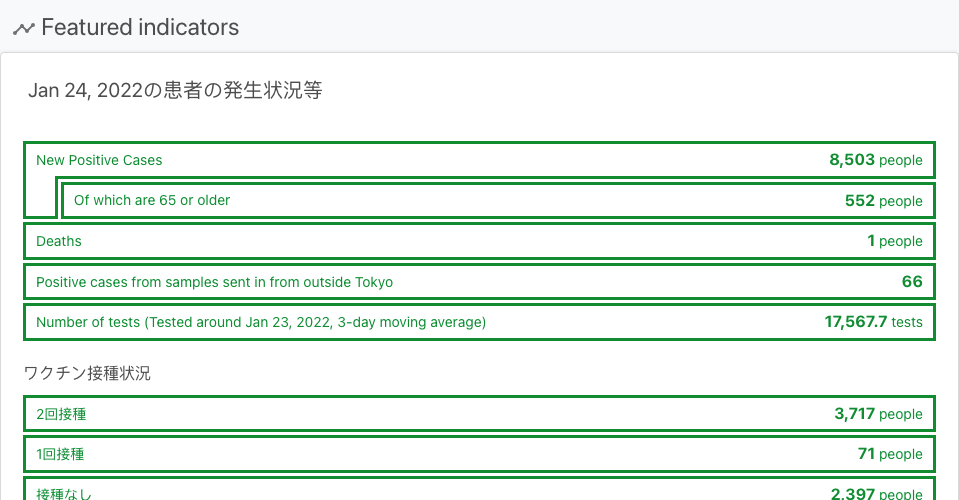 Featured indicators
Jan 24, 2022の患者の発生状況等
New Positive Cases 8,503 people
Of which are 65 or older 552 people
Deaths 1 people
Positive cases from samples sent in from outside Tokyo 66
Number of tests (Tested around Jan 23, 2022, 3-day moving average) 17,567.7 tests
ワクチン接種状況
2回接種 3,717 people
1回接種 71 people
接種なし 2,397 people